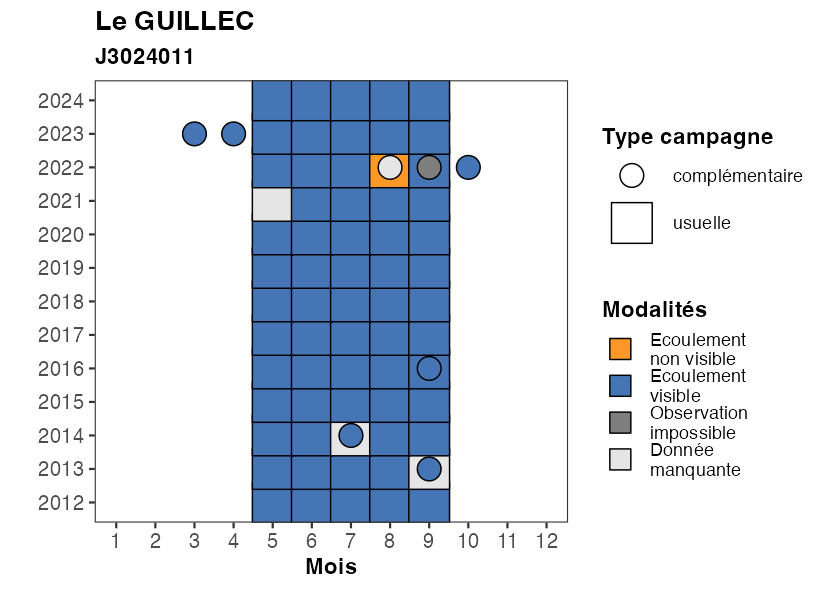 Le GUILLEC
J3024011
2024
2023
2022
2021
2020
2019
2018
2017
2016
2015
2014
2013
2012
1 2 3 4 5 6 7 8 9 10 11 12
Mois
Type campagne
complémentaire
usuelle
Modalités
Ecoulement
non visible
Ecoulement
visible
Observation
impossible
Donnée
manquante